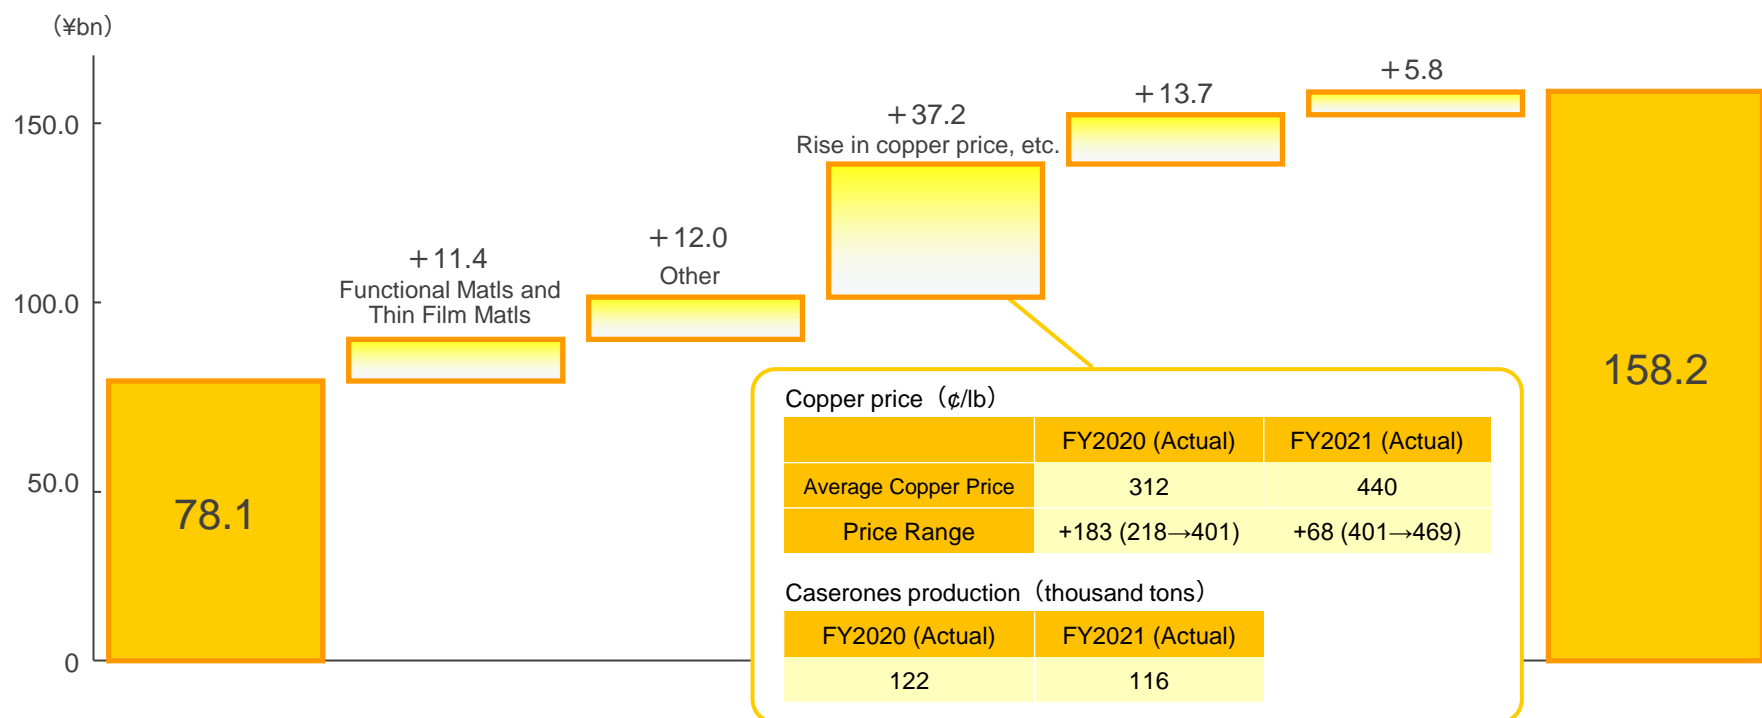 （¥bn）
150.0
100.0
50.0
0
78.1
＋11.4
Functional Matls and
Thin Film Matls
＋12.0
Other
＋37.2
Rise in copper price, etc.
＋13.7
＋5.8
158.2
Copper price（¢/lb）
FY2020 (Actual) FY2021 (Actual)
Average Copper Price 312 440
Price Range +183 (218→401) +68 (401→469)
Caserones production（thousand tons）
FY2020 (Actual) FY2021 (Actual)
122 116